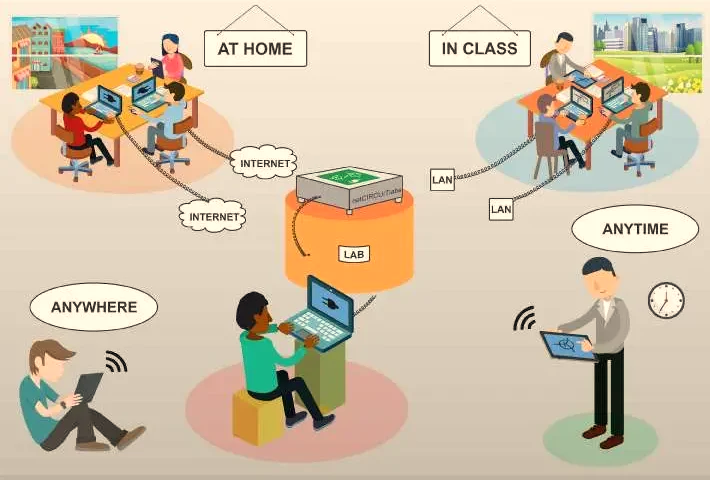 AT HOME
IN CLASS
INTERNET
LAN
INTERNET
LAN
LAB
ANYTIME
ANYWHERE